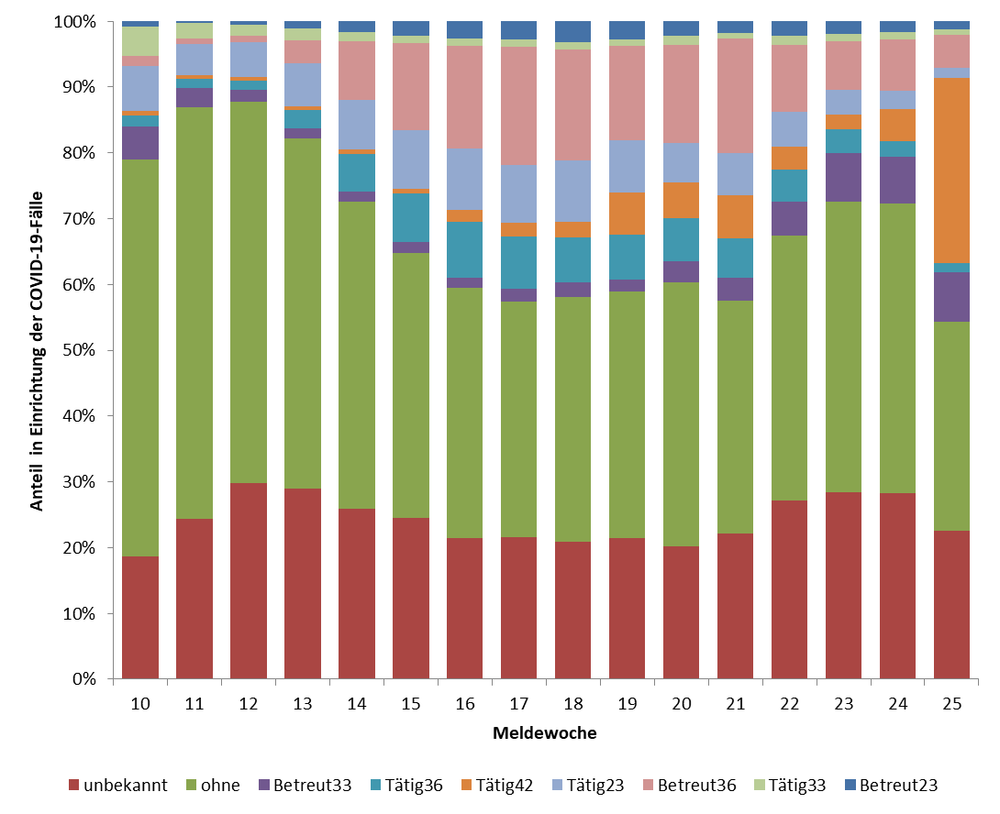 100%
90%
80%
70%
60%
50%
40%
30%
20%
10%
0%
Anteil in Einrichtung der COVID-19-Fälle
10 11 12 13 14 15 16 17 18 19 20 21 22 23 24 25
Meldewoche
unbekannt ohne Betreut33 Tätig36 Tätig42 Tätig23 Betreut36 Tätig33 Betreut23